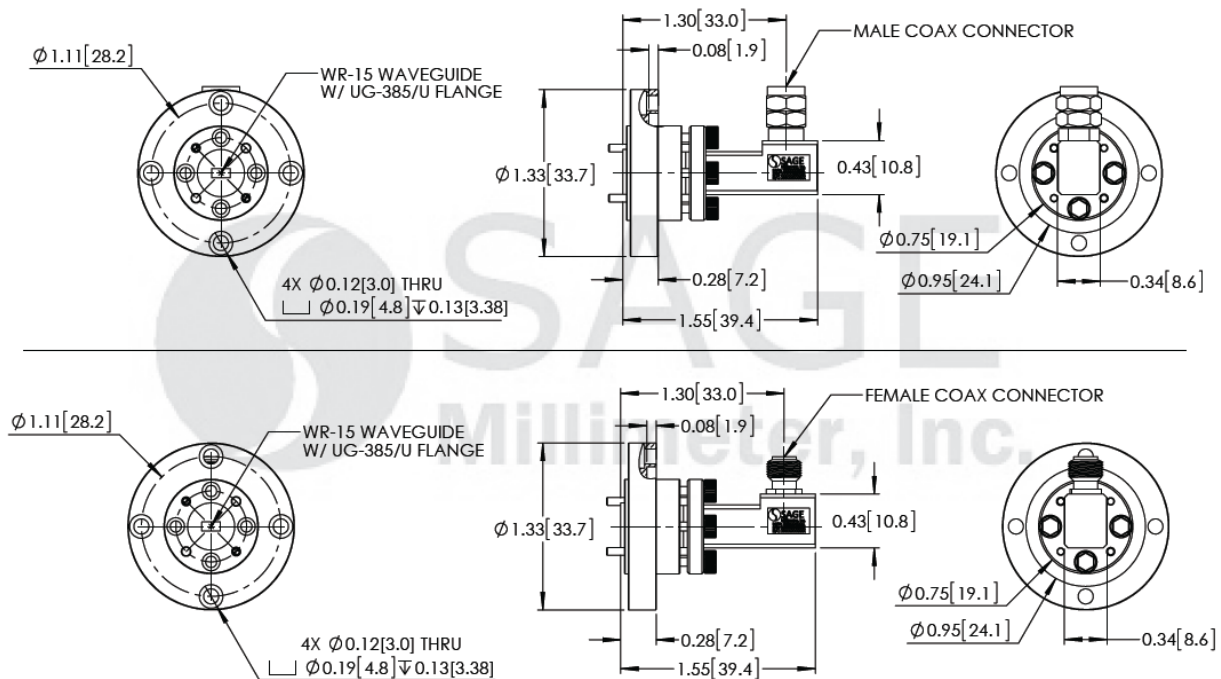 1.30[33.0]
MALE COAX CONNECTOR
Ø1.11[28.2]
0.08[1.9]
WR-15 WAVEGUIDE
W/ UG-385/U FLANGE
SAGE
Ø1.33[33.7]
0.43[10.8]
Ø0.75[19.1]
4X Ø0.12[3.0] THRU
⌴ Ø0.19[4.8]↧0.13[3.38]
0.28[7.2]
Ø0.95[24.1]
0.34[8.6]
1.55[39.4]
SAGE
Millimeter, Inc.
1.30[33.0]
FEMALE COAX CONNECTOR
Ø1.11[28.2]
0.08[1.9]
WR-15 WAVEGUIDE
W/ UG-385/U FLANGE
SAGE
Ø1.33[33.7]
0.43[10.8]
Ø0.75[19.1]
4X Ø0.12[3.0] THRU
⌴ Ø0.19[4.8]↧0.13[3.38]
0.28[7.2]
Ø0.95[24.1]
0.34[8.6]
1.55[39.4]